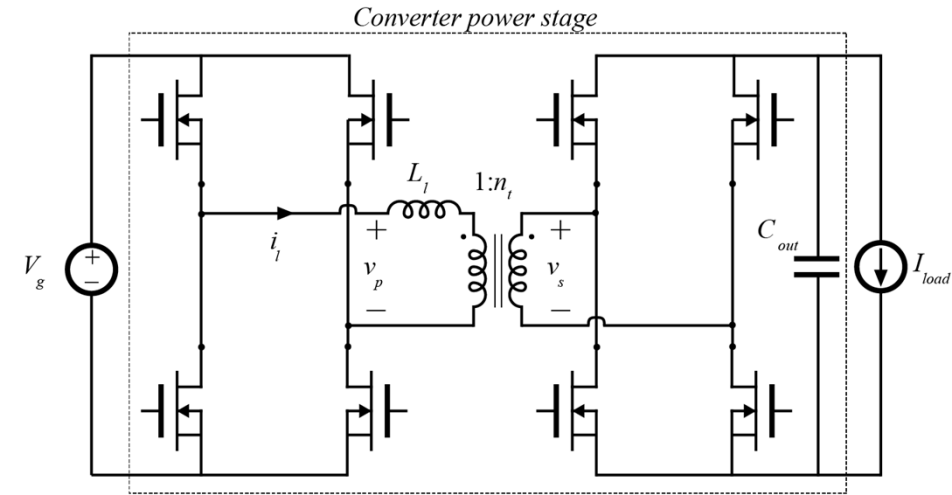 Converter power stage
L_l
1:n_t
i_l
+
v_p
−
+
v_s
−
C_out
V_g
+
−
I_load